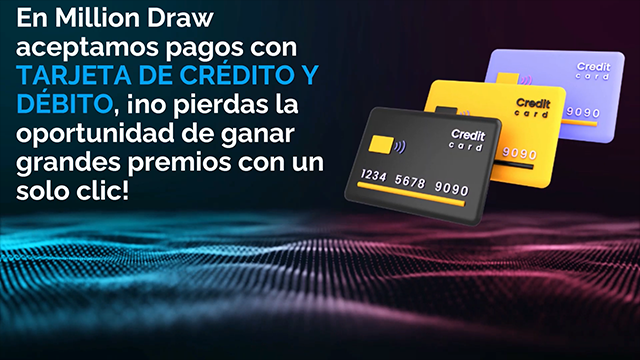 En Million Draw
aceptamos pagos con
TARJETA DE CRÉDITO Y
DÉBITO, ¡no pierdas la
oportunidad de ganar
grandes premios con un
solo clic!
Credit
card
Credit
card
9090
Credit
card
9090
1234 5678 9090